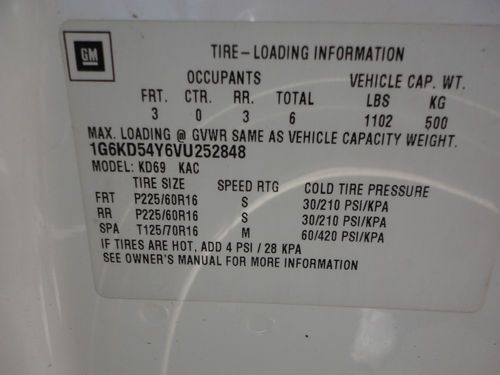 GM
TIRE-LOADING INFORMATION
OCCUPANTS VEHICLE CAP. WT.
FRT. CTR. RR. TOTAL LBS KG
3 0 3 6 1102 500
MAX. LOADING @ GVWR SAME AS VEHICLE CAPACITY WEIGHT.
1G6KD54Y6VU252848
MODEL: KD69 KAC
TIRE SIZE SPEED RTG COLD TIRE PRESSURE
FRT P225/60R16 S 30/210 PSI/KPA
RR P225/60R16 S 30/210 PSI/KPA
SPA T125/70R16 M 60/420 PSI/KPA
IF TIRES ARE HOT, ADD 4 PSI / 28 KPA
SEE OWNER'S MANUAL FOR MORE INFORMATION